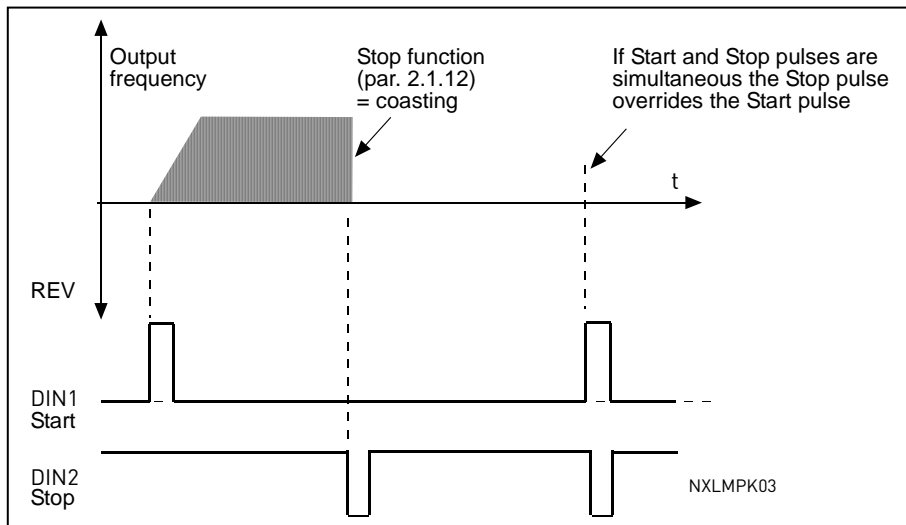 Output
frequency
Stop function
(par. 2.1.12)
= coasting
If Start and Stop pulses are
simultaneous the Stop pulse
overrides the Start pulse
t
REV
DIN1
Start
DIN2
Stop
NXLMPK03